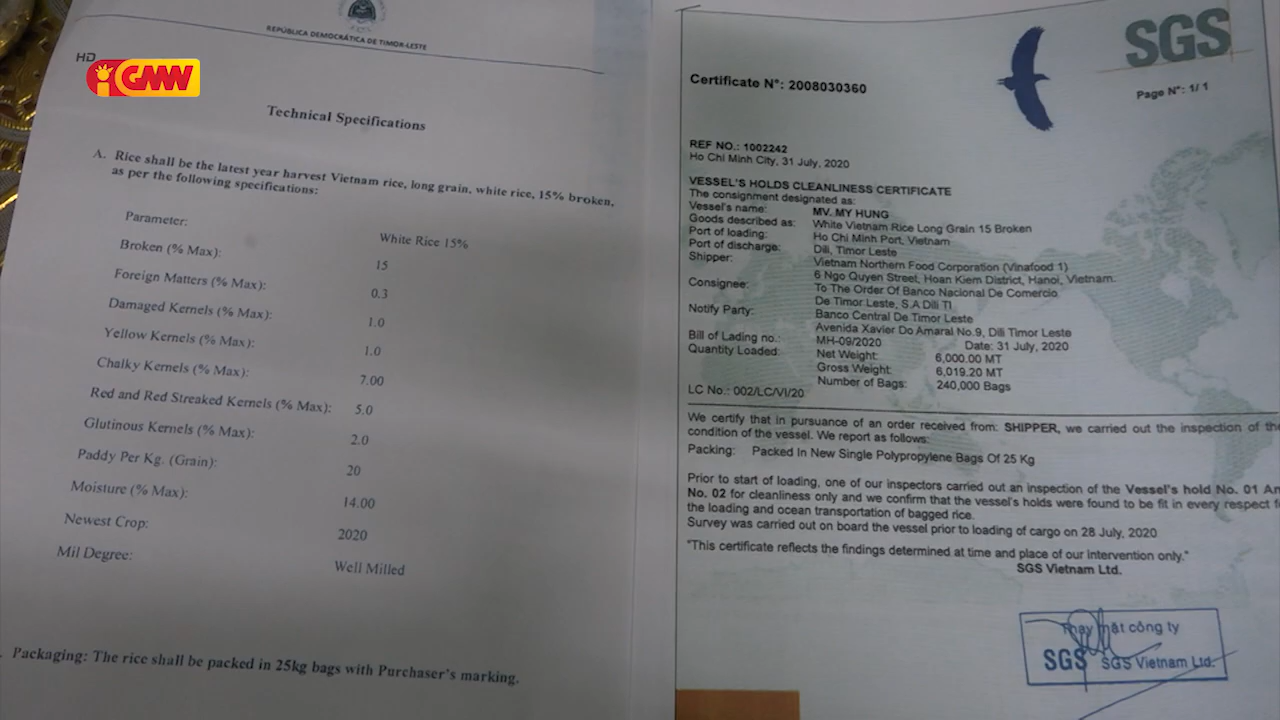 HD
GMN
REPÚBLICA DEMOCRÁTICA DE TIMOR-LESTE
Technical Specifications
A. Rice shall be the latest year harvest Vietnam rice, long grain, white rice, 15% broken,
as per the following specifications:
Parameter: White Rice 15%
Broken (% Max): 15
Foreign Matters (% Max): 0.3
Damaged Kernels (% Max): 1.0
Yellow Kernels (% Max): 1.0
Chalky Kernels (% Max): 7.00
Red and Red Streaked Kernels (% Max): 5.0
Glutinous Kernels (% Max): 2.0
Paddy Per Kg. (Grain): 20
Moisture (% Max): 14.00
Newest Crop: 2020
Mil Degree: Well Milled
. Packaging: The rice shall be packed in 25kg bags with Purchaser's marking.
SGS
Certificate N°: 2008030360
Page N°: 1/ 1
REF NO.: 1002242
Ho Chi Minh City, 31 July, 2020
VESSEL'S HOLDS CLEANLINESS CERTIFICATE
The consignment designated as:
Vessel's name: MV. MY HUNG
Goods described as: White Vietnam Rice Long Grain 15 Broken
Port of loading: Ho Chi Minh Port, Vietnam
Port of discharge: Dili, Timor Leste
Shipper: Vietnam Northern Food Corporation (Vinafood 1)
6 Ngo Quyen Street, Hoan Kiem District, Hanoi, Vietnam.
Consignee: To The Order Of Banco Nacional De Comercio
De Timor Leste, S.A Dili Tl
Notify Party: Banco Central De Timor Leste
Avenida Xavier Do Amaral No.9, Dili Timor Leste
Bill of Lading no.: MH-09/2020 Date: 31 July, 2020
Quantity Loaded: Net Weight: 6,000.00 MT
Gross Weight: 6,019.20 MT
Number of Bags: 240,000 Bags
LC No.: 002/LC/VI/20
We certify that in pursuance of an order received from: SHIPPER, we carried out the inspection of the
condition of the vessel. We report as follows:
Packing: Packed In New Single Polypropylene Bags Of 25 Kg
Prior to start of loading, one of our inspectors carried out an inspection of the Vessel's hold No. 01 An
No. 02 for cleanliness only and we confirm that the vessel's holds were found to be fit in every respect
the loading and ocean transportation of bagged rice.
Survey was carried out on board the vessel prior to loading of cargo on 28 July, 2020
"This certificate reflects the findings determined at time and place of our intervention only."
SGS Vietnam Ltd.
Thay mặt công ty
SGS SGS Vietnam Ltd.